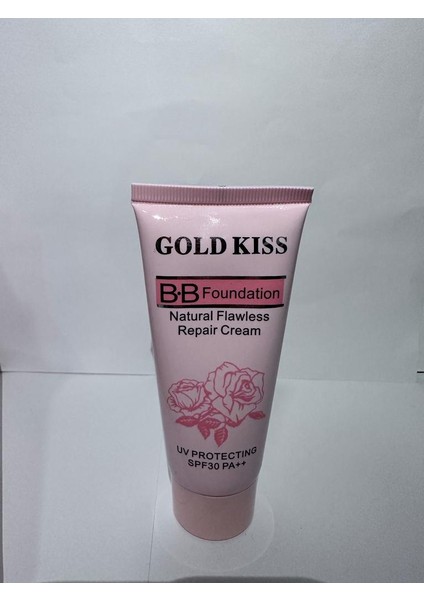 GOLD KISS
B·B Foundation
Natural Flawless
Repair Cream
UV PROTECTING
SPF30 PA++